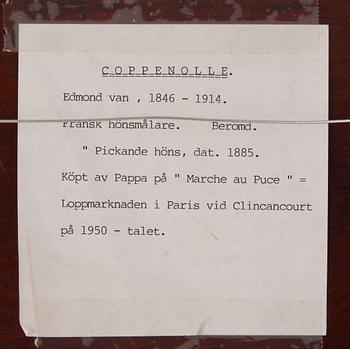 C O P P E N O L L E.
Edmond van , 1846 - 1914.
Fransk hönsmålare. Beromd.
" Pickande höns, dat. 1885.
Köpt av Pappa på " Marche au Puce " =
Loppmarknaden i Paris vid Clincancourt
på 1950 - talet.